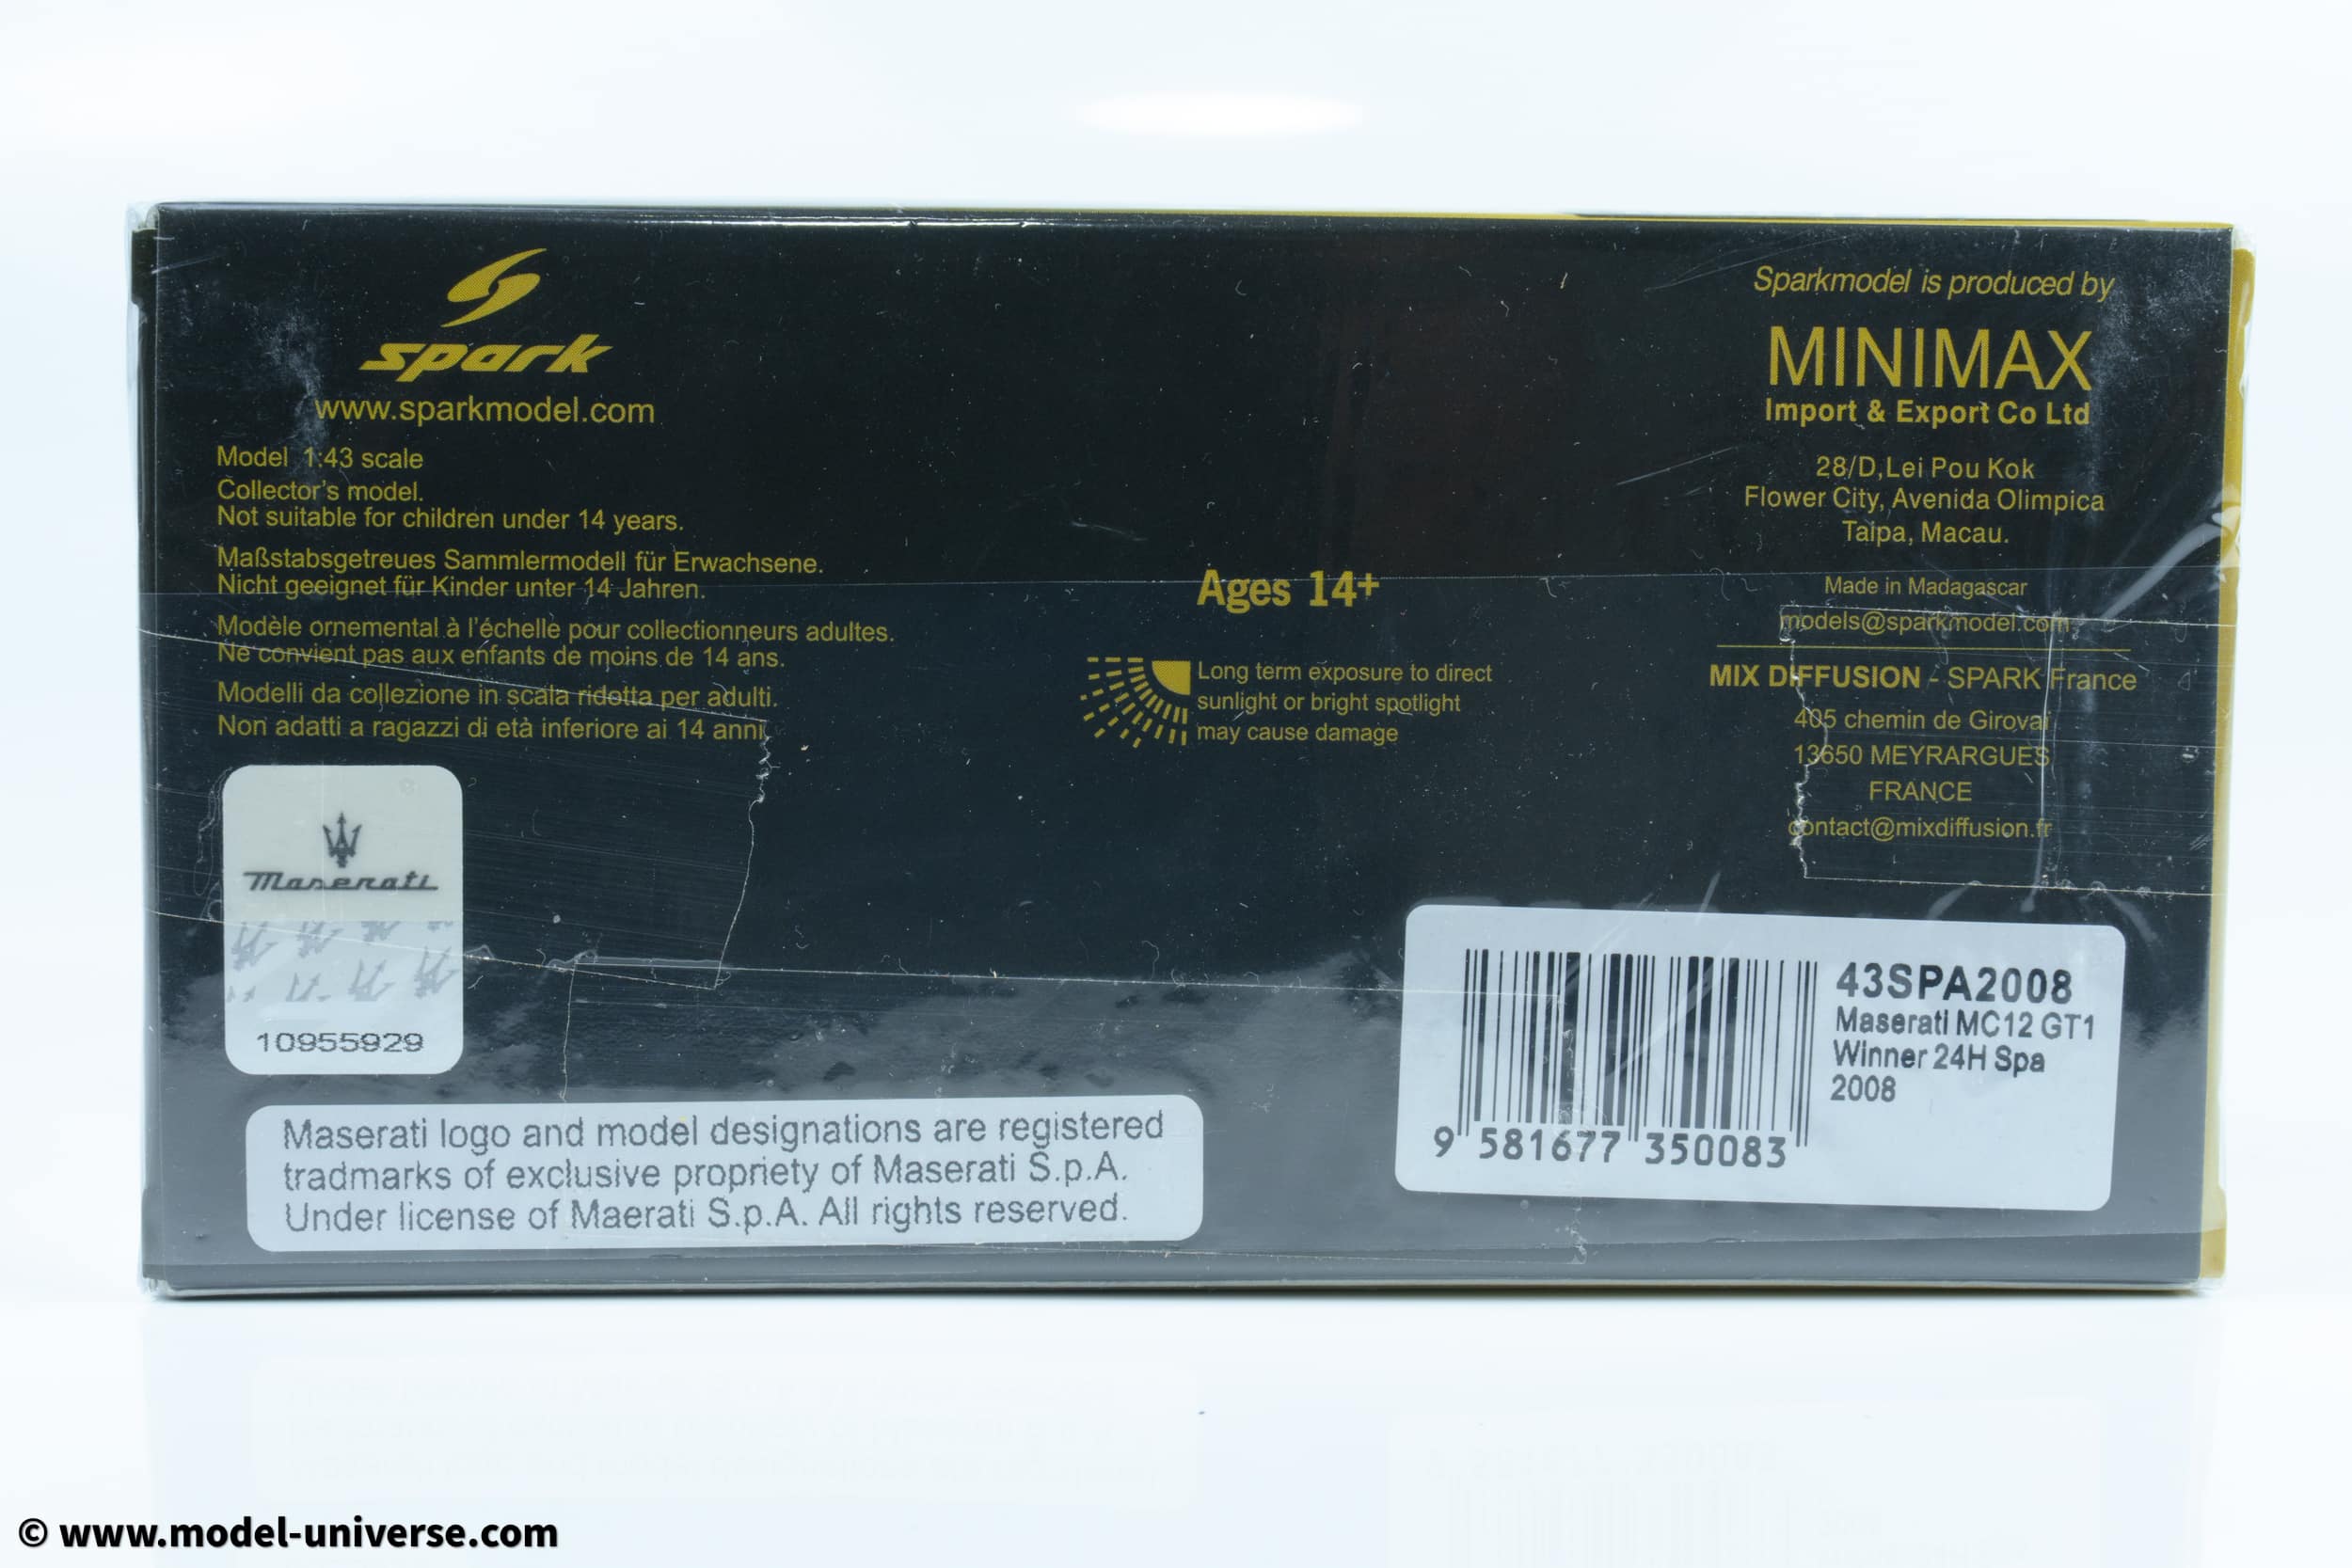 spark
www.sparkmodel.com
Model 1:43 scale
Collector's model.
Not suitable for children under 14 years.
Maßstabsgetreues Sammlermodell für Erwachsene.
Nicht geeignet für Kinder unter 14 Jahren.
Modèle ornemental à l'échelle pour collectionneurs adultes.
Ne convient pas aux enfants de moins de 14 ans.
Modelli da collezione in scala ridotta per adulti.
Non adatti a ragazzi di età inferiore ai 14 anni.
Maserati
10955929
Maserati logo and model designations are registered
tradmarks of exclusive propriety of Maserati S.p.A.
Under license of Maerati S.p.A. All rights reserved.
Ages 14+
Long term exposure to direct
sunlight or bright spotlight
may cause damage
Sparkmodel is produced by
MINIMAX
Import & Export Co Ltd
28/D,Lei Pou Kok
Flower City, Avenida Olimpica
Taipa, Macau.
Made in Madagascar
models@sparkmodel.com
MIX DIFFUSION - SPARK France
405 chemin de Giroval
13650 MEYRARGUES
FRANCE
contact@mixdiffusion.fr
43SPA2008
Maserati MC12 GT1
Winner 24H Spa
2008
9 581677 350083
© www.model-universe.com